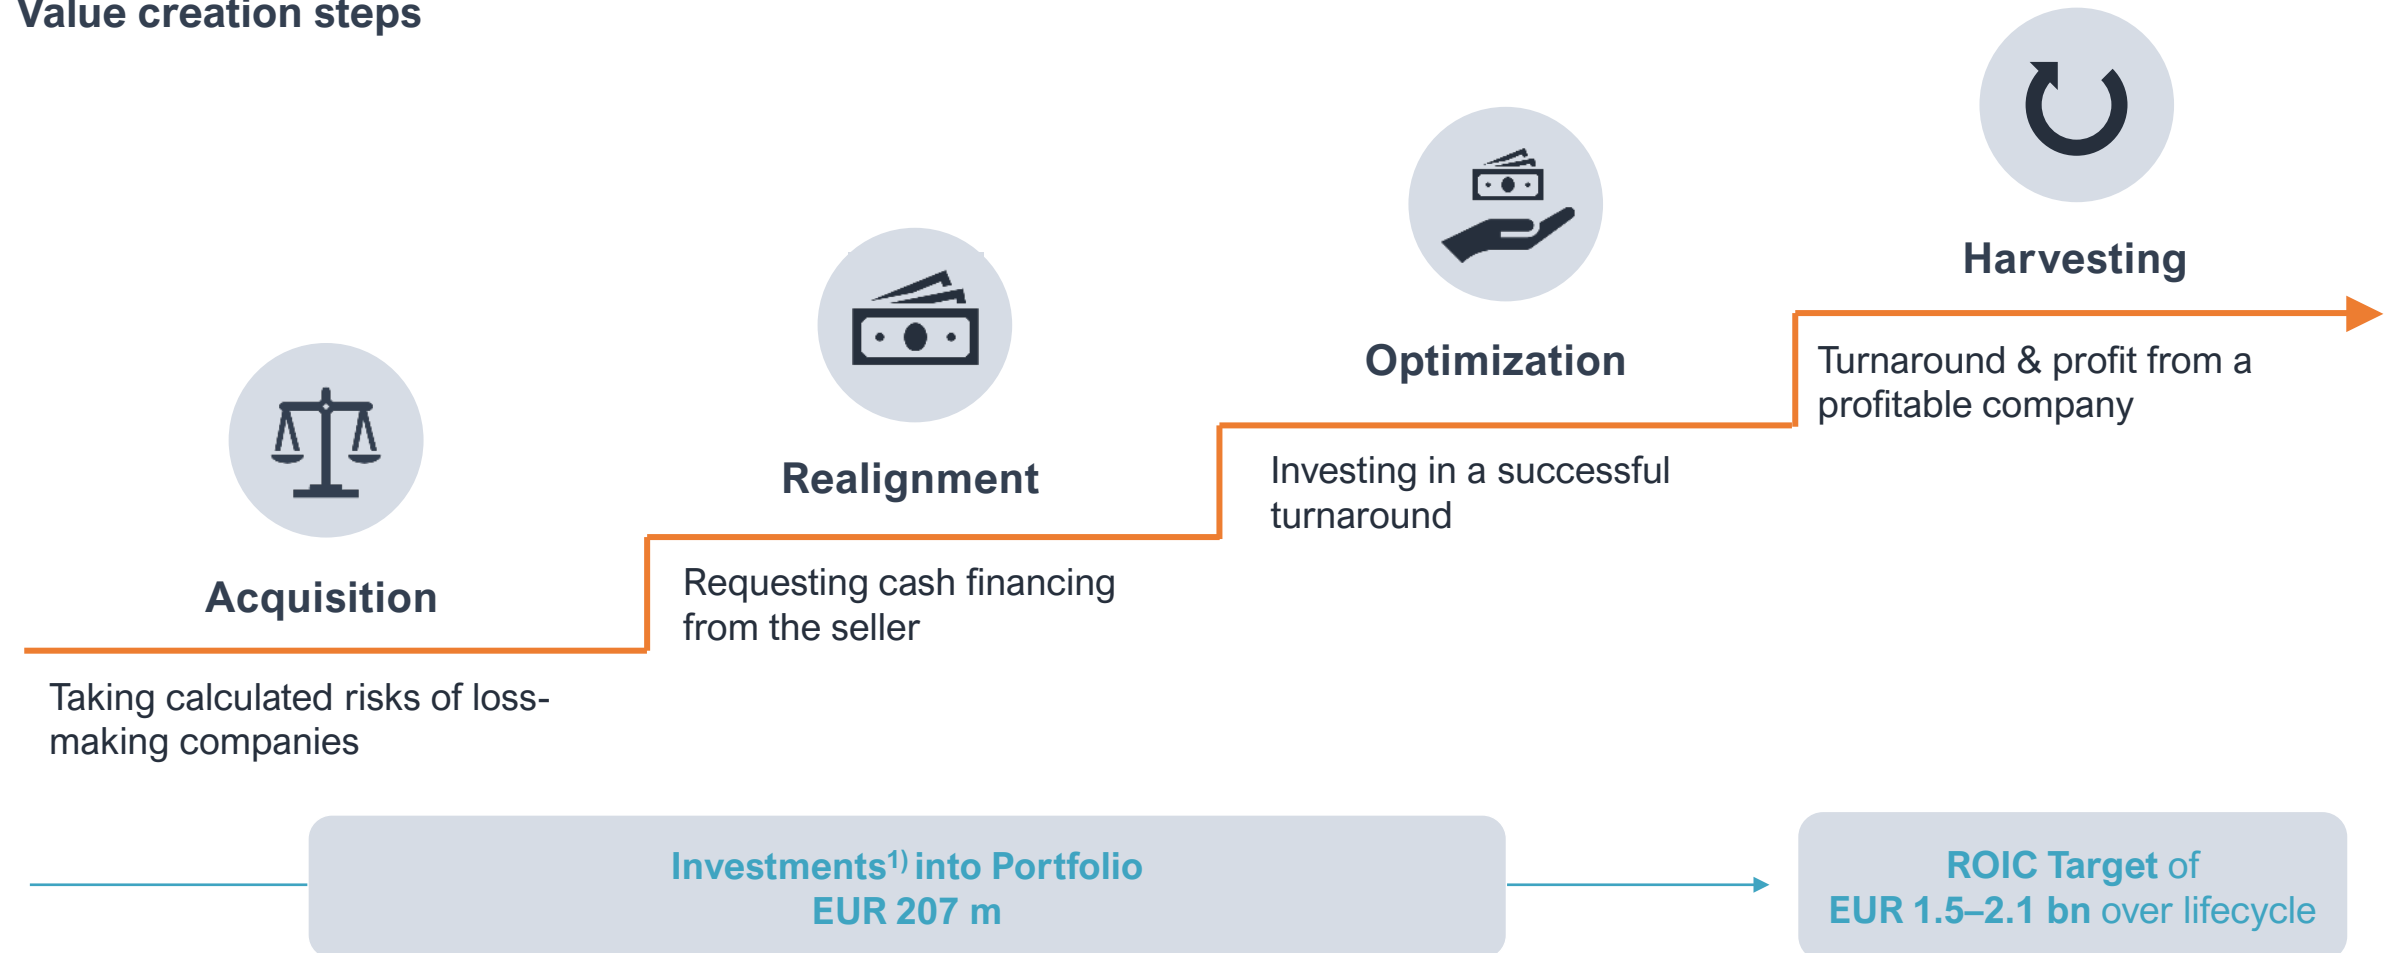 Value creation steps
Acquisition
Taking calculated risks of loss-
making companies
Realignment
Requesting cash financing
from the seller
Optimization
Investing in a successful
turnaround
Harvesting
Turnaround & profit from a
profitable company
Investments¹⁾ into Portfolio
EUR 207 m
ROIC Target of
EUR 1.5–2.1 bn over lifecycle